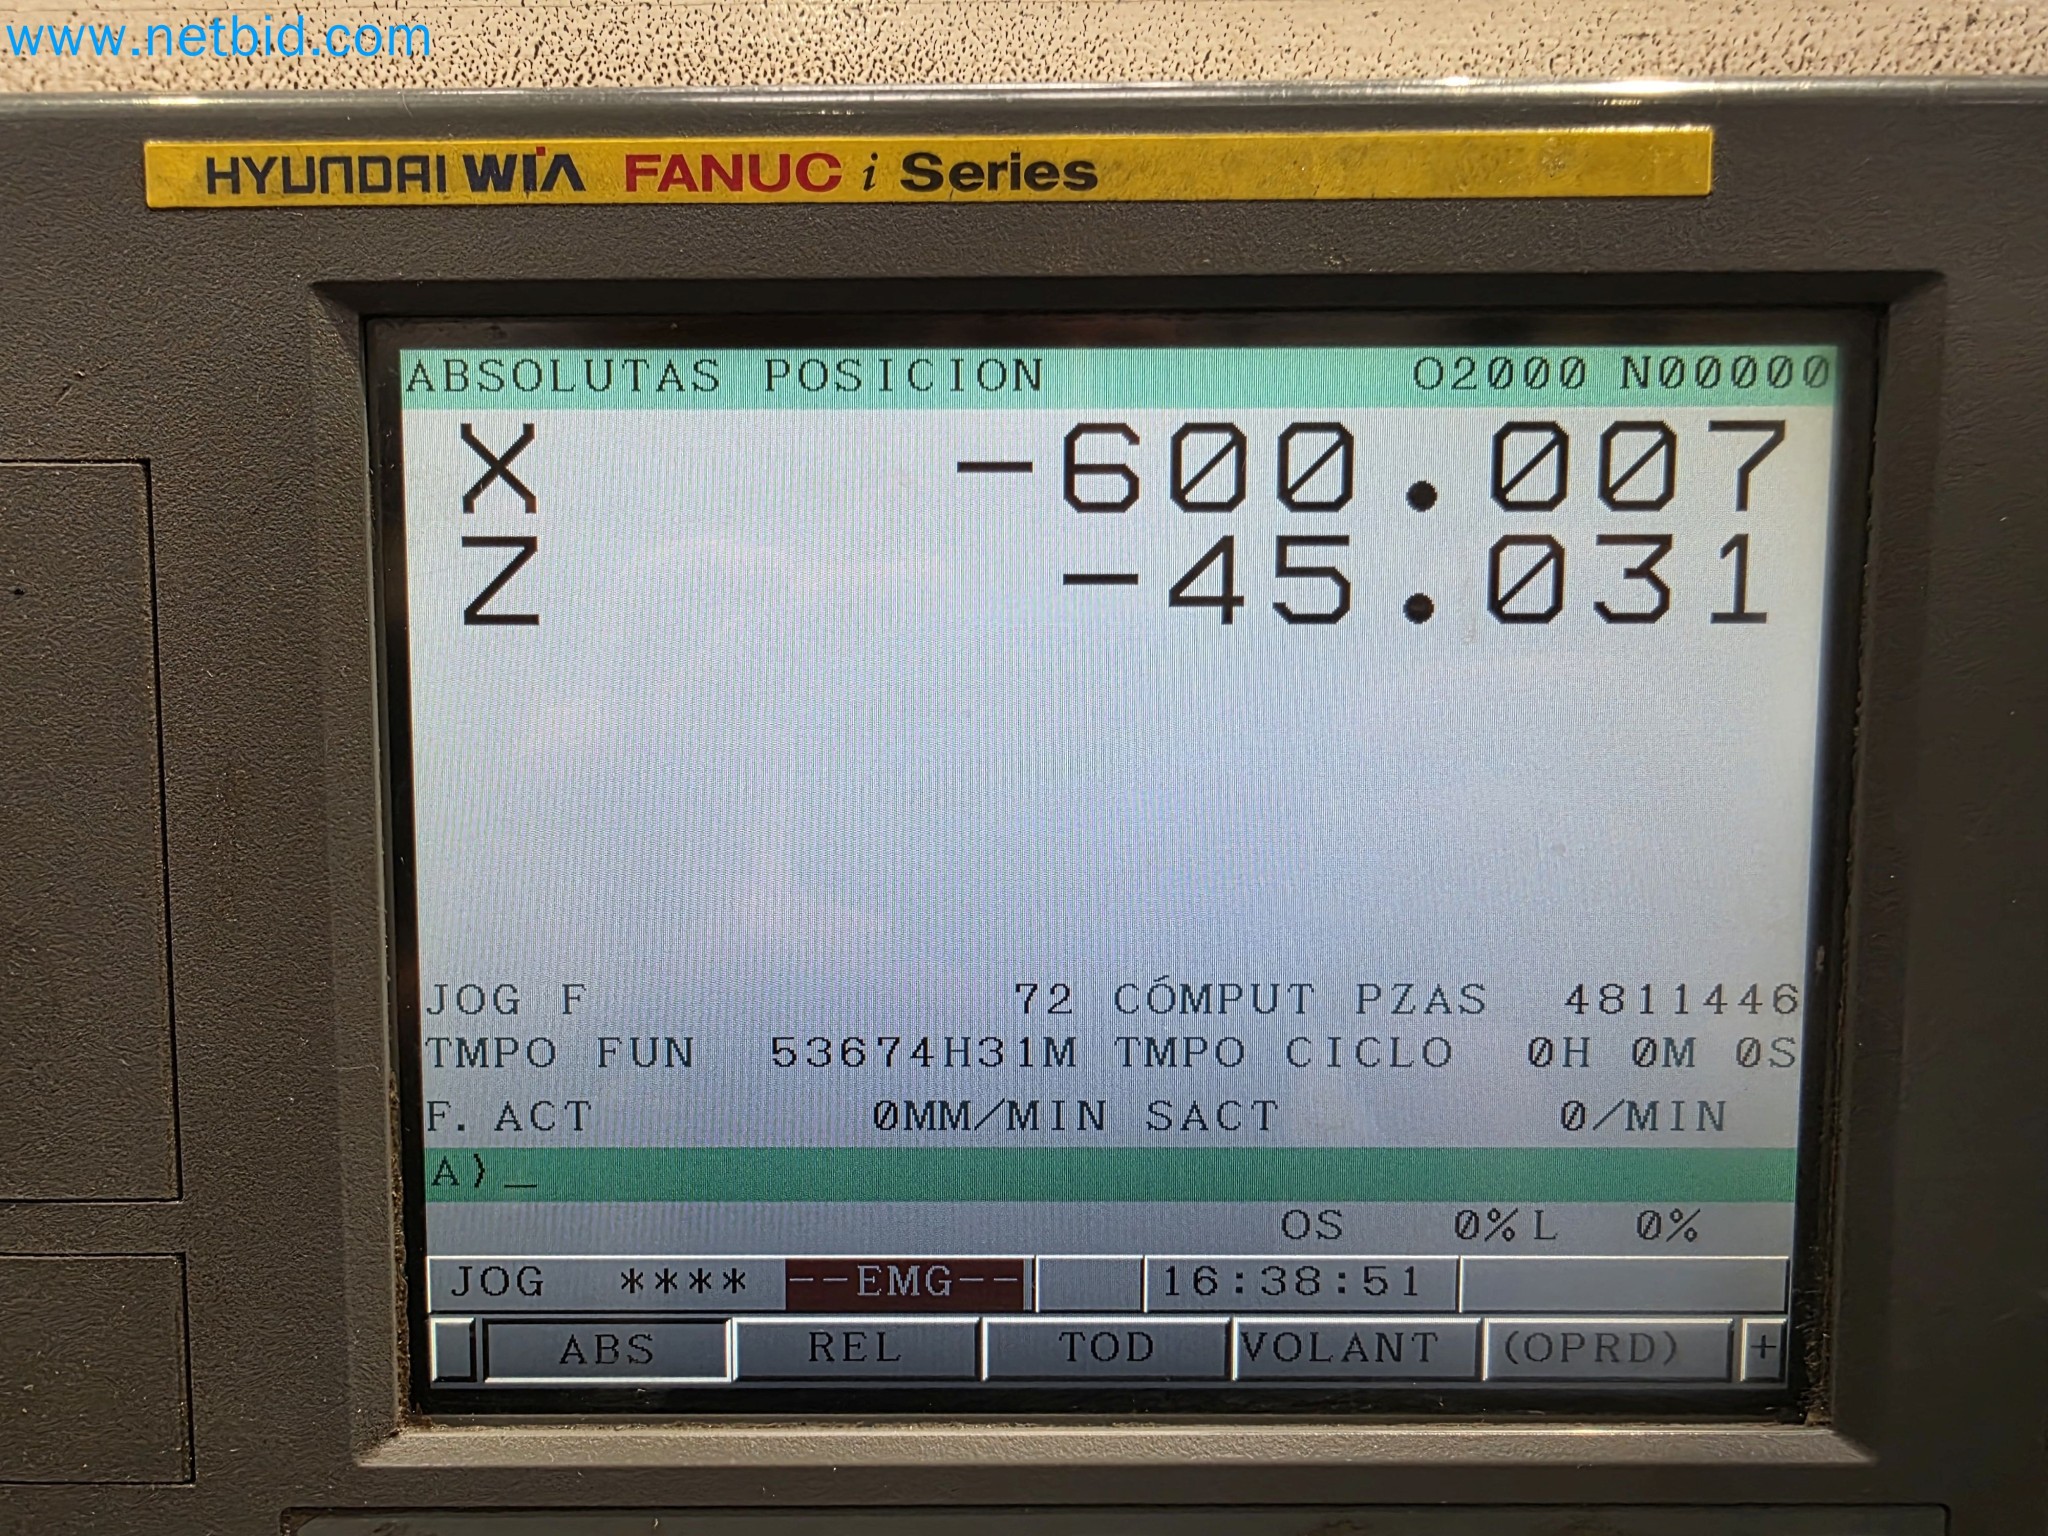 www.netbid.com
HYUNDAI WIA FANUC i Series
ABSOLUTAS POSICION O2000 N00000
X -600.007
Z -45.031
JOG F 72 CÓMPUT PZAS 4811446
TMPO FUN 53674H31M TMPO CICLO 0H 0M 0S
F. ACT 0MM/MIN SACT 0/MIN
A)_
OS 0% L 0%
JOG **** --EMG-- 16:38:51
ABS REL TOD VOLANT (OPRD) +